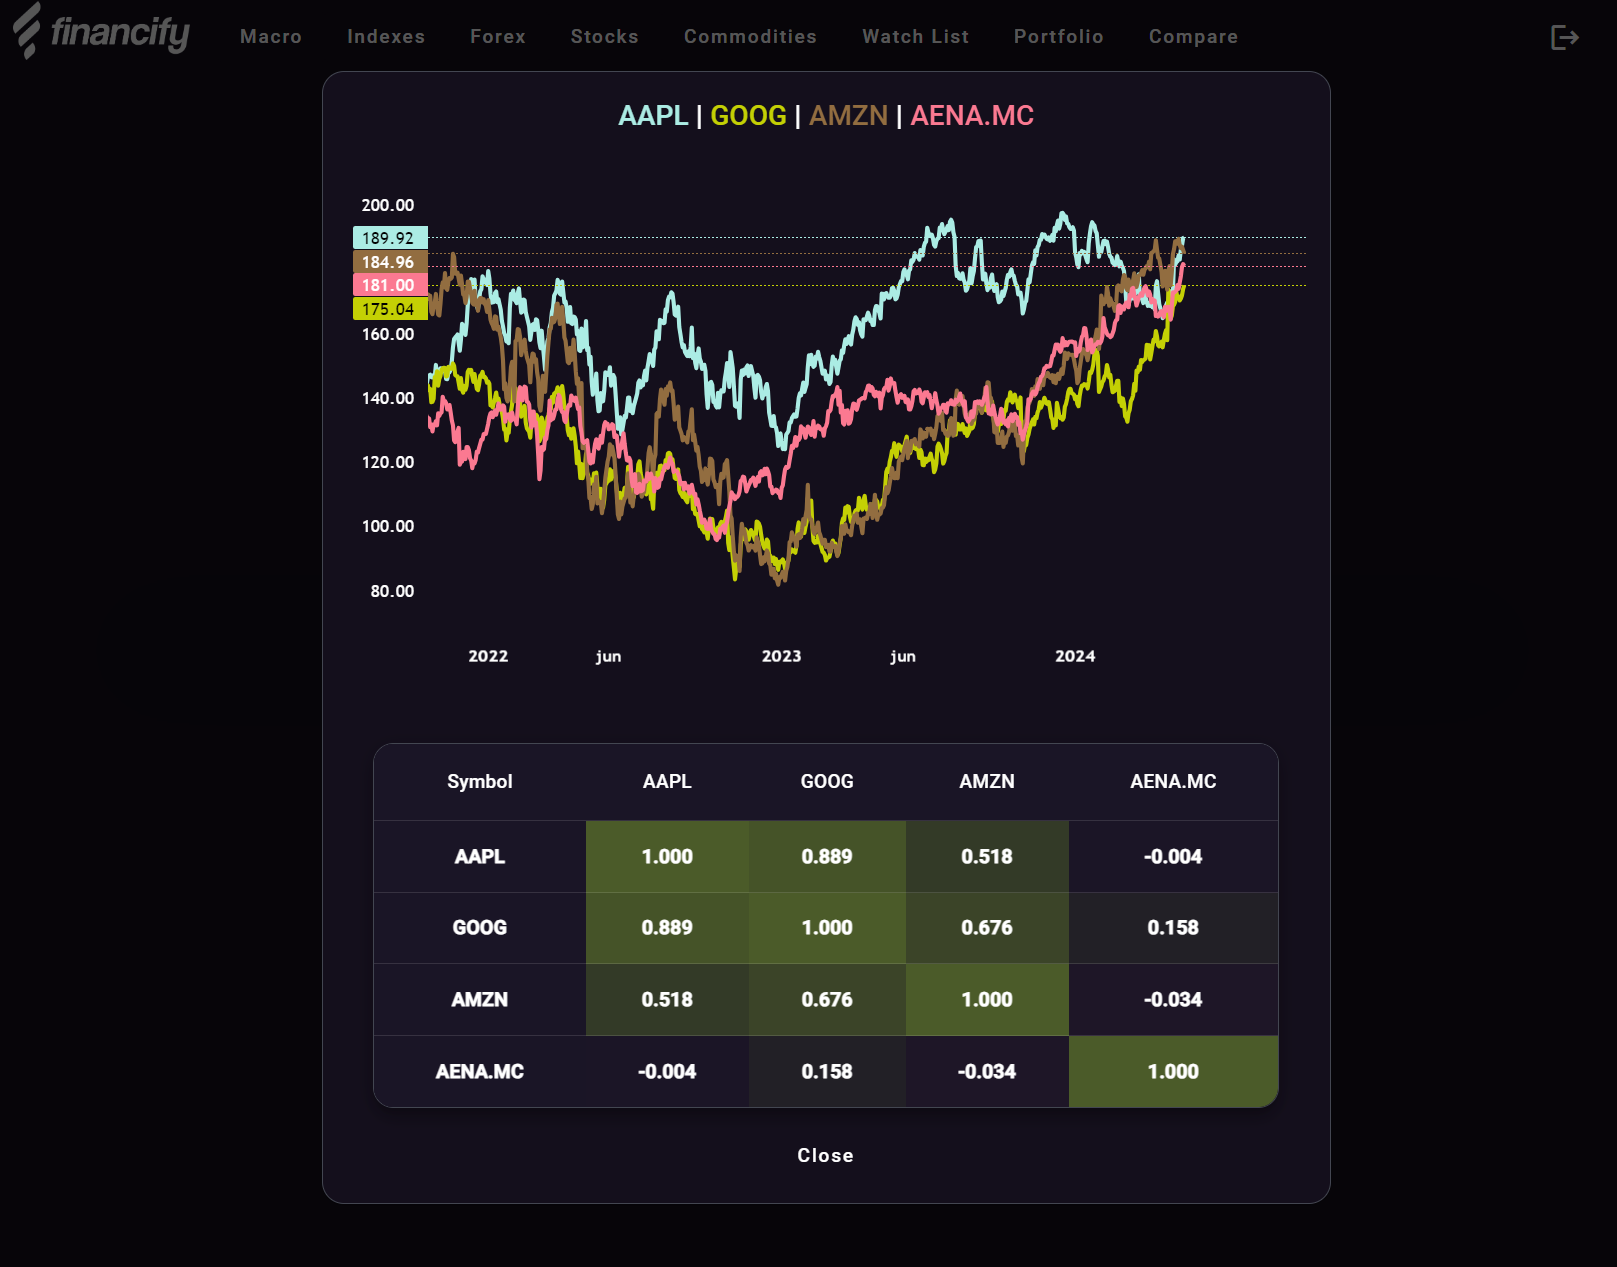 financify Macro Indexes Forex Stocks Commodities Watch List Portfolio Compare
AAPL | GOOG | AMZN | AENA.MC
200.00
189.92
184.96
181.00
175.04
160.00
140.00
120.00
100.00
80.00
2022 jun 2023 jun 2024
Symbol AAPL GOOG AMZN AENA.MC
AAPL 1.000 0.889 0.518 -0.004
GOOG 0.889 1.000 0.676 0.158
AMZN 0.518 0.676 1.000 -0.034
AENA.MC -0.004 0.158 -0.034 1.000
Close